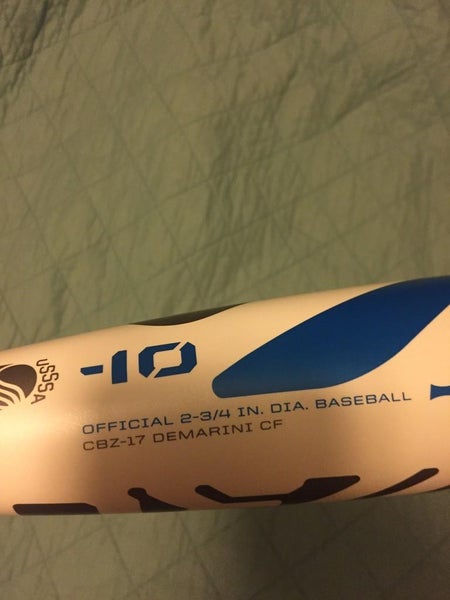 USSSA
-10
OFFICIAL 2-3/4 IN. DIA. BASEBALL
CBZ-17 DEMARINI CF